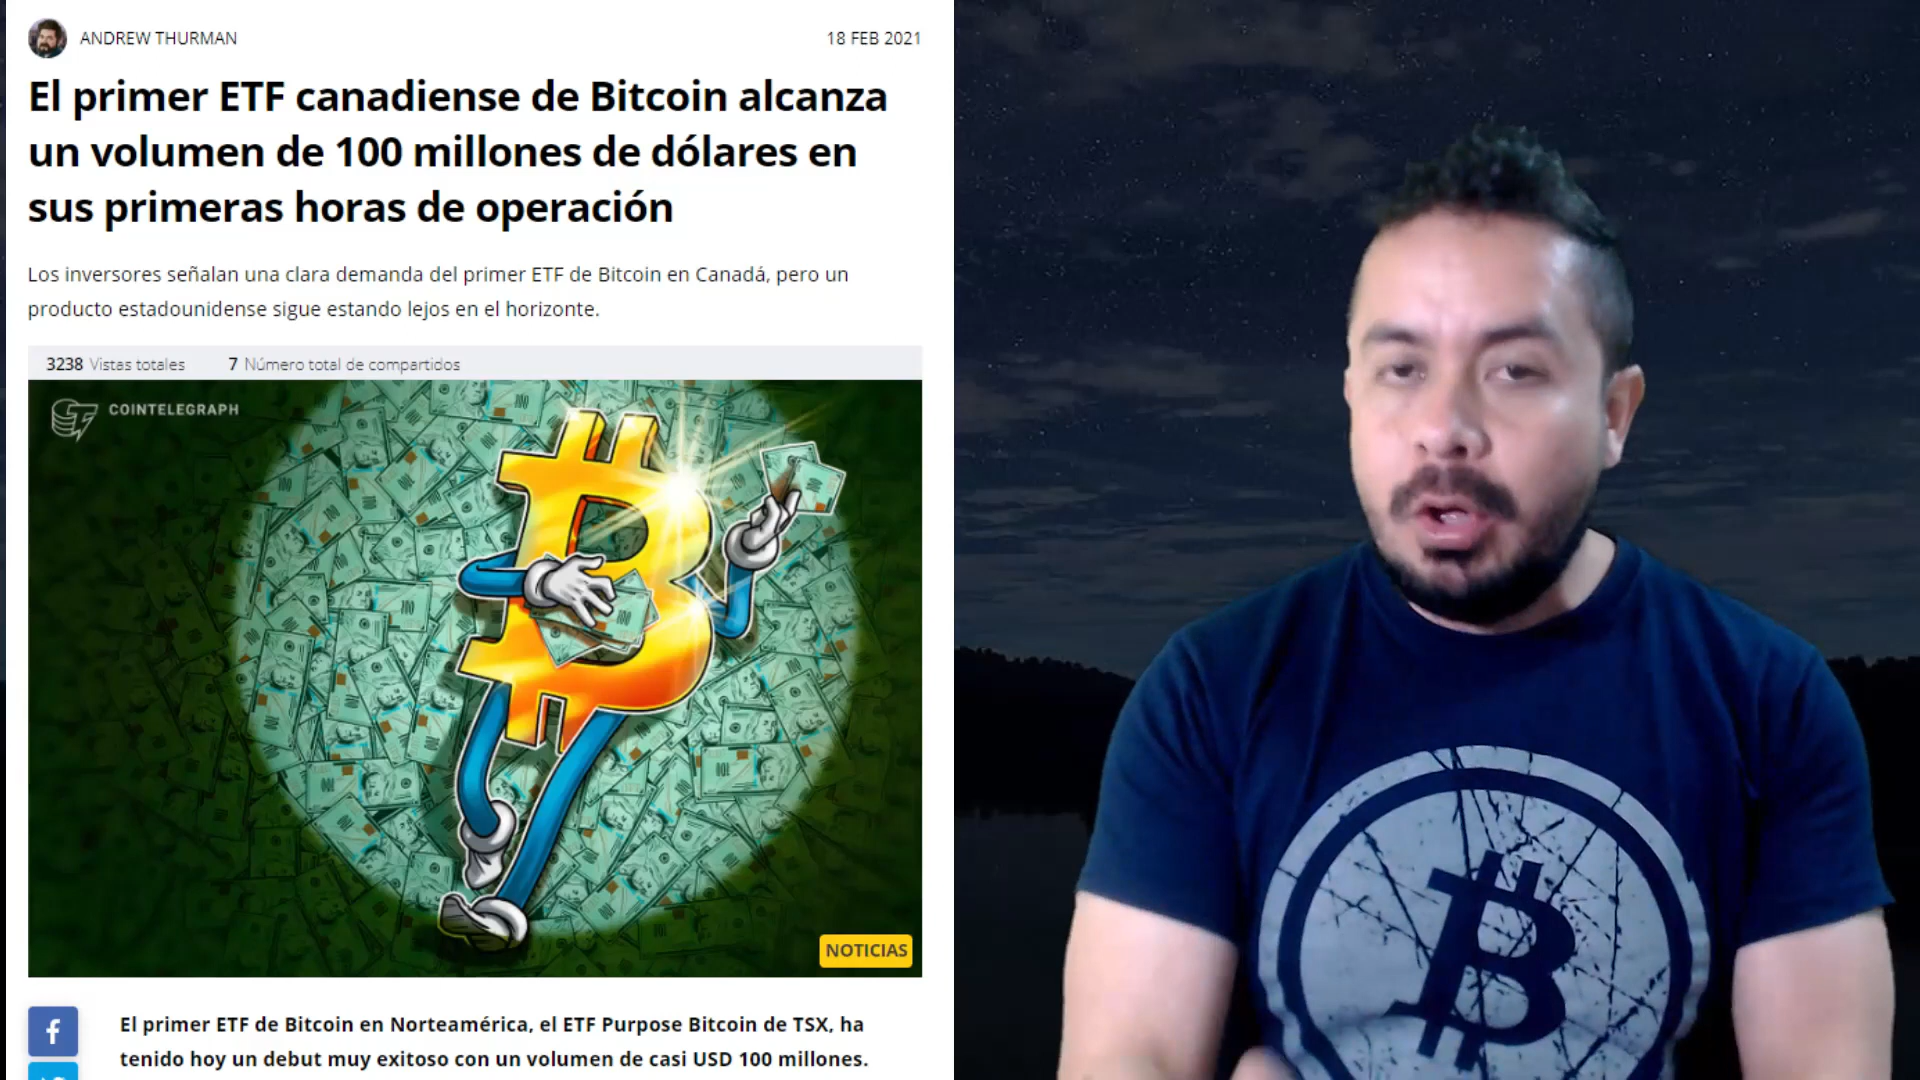 ANDREW THURMAN
18 FEB 2021
El primer ETF canadiense de Bitcoin alcanza
un volumen de 100 millones de dólares en
sus primeras horas de operación
Los inversores señalan una clara demanda del primer ETF de Bitcoin en Canadá, pero un
producto estadounidense sigue estando lejos en el horizonte.
3238 Vistas totales 7 Número total de compartidos
COINTELEGRAPH
NOTICIAS
El primer ETF de Bitcoin en Norteamérica, el ETF Purpose Bitcoin de TSX, ha
tenido hoy un debut muy exitoso con un volumen de casi USD 100 millones.